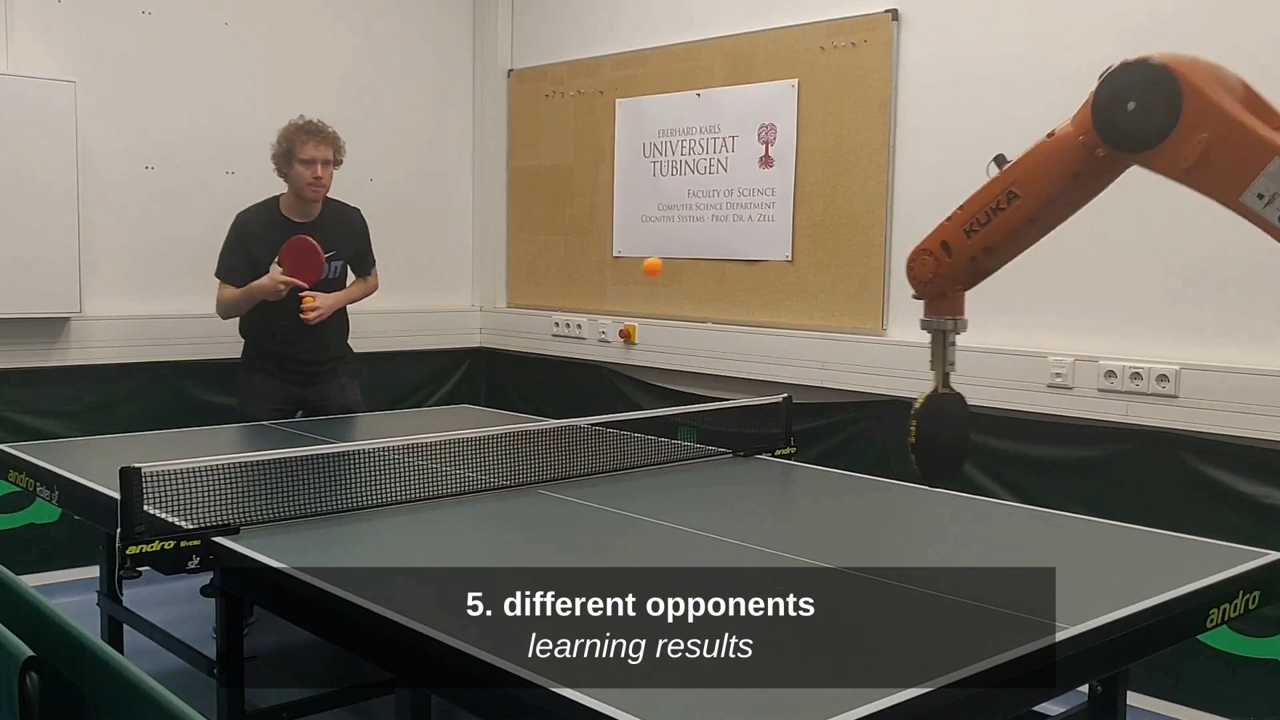 EBERHARD KARLS
UNIVERSITÄT
TÜBINGEN
FACULTY OF SCIENCE
COMPUTER SCIENCE DEPARTMENT
COGNITIVE SYSTEMS · PROF. DR. A. ZELL
KUKA
andro
andro
andro
andro
5. different opponents
learning results